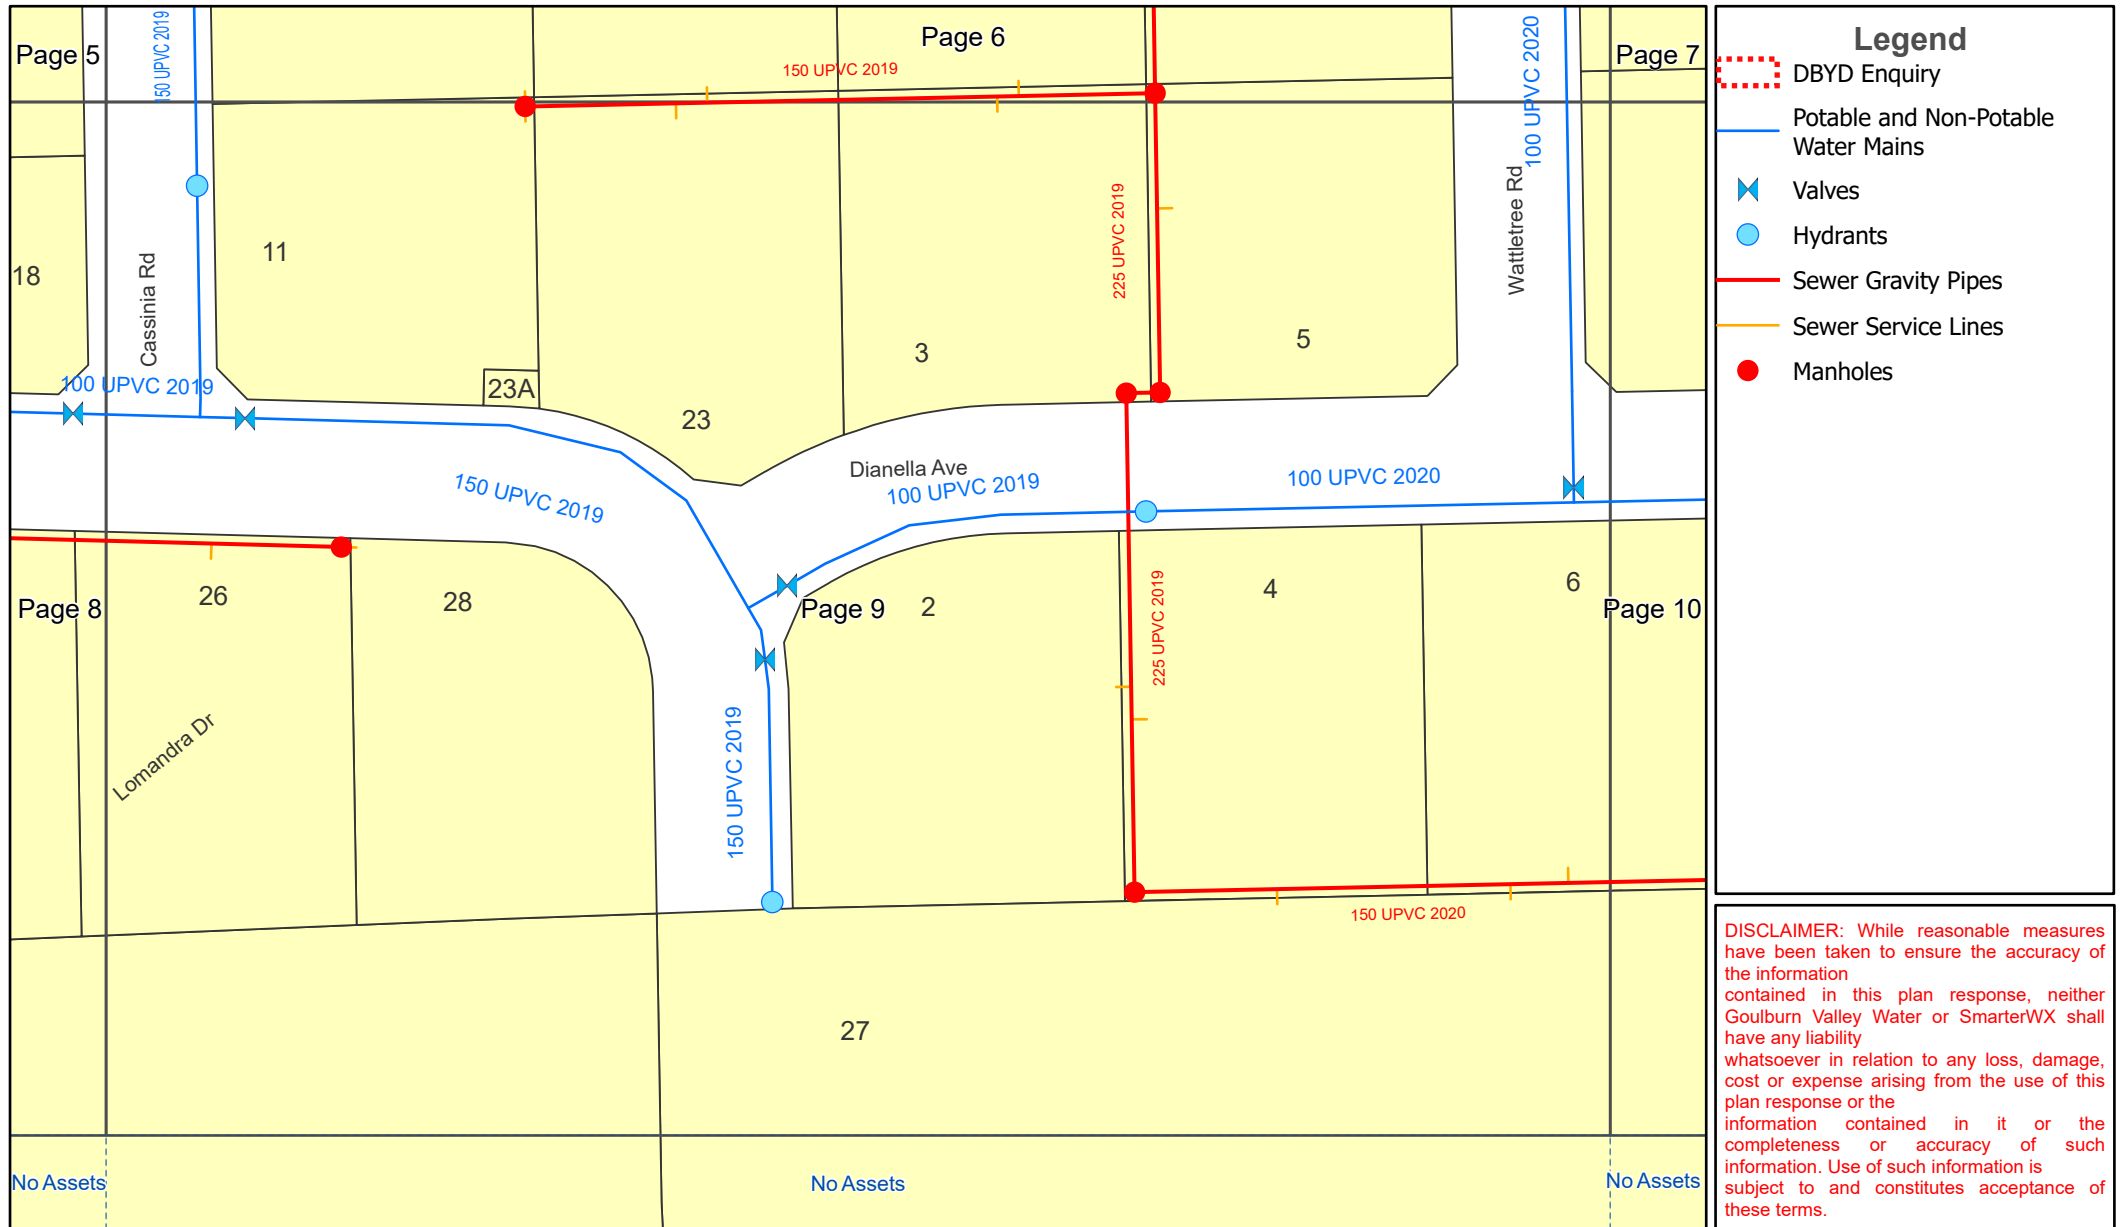 Page 5
150 UPVC 2019
Page 6
150 UPVC 2019
100 UPVC 2020
100 UPVC 2020
Page 7
18
Cassinia Rd
11
225 UPVC 2019
Wattletree Rd
3
5
100 UPVC 2019
23A
23
Dianella Ave
100 UPVC 2019
100 UPVC 2020
150 UPVC 2019
Page 8
26
28
Page 9
2
225 UPVC 2019
4
6
Page 10
Lomandra Dr
150 UPVC 2019
150 UPVC 2020
27
No Assets
No Assets
No Assets
Legend
DBYD Enquiry
Potable and Non-Potable
Water Mains
Valves
Hydrants
Sewer Gravity Pipes
Sewer Service Lines
Manholes
DISCLAIMER: While reasonable measures
have been taken to ensure the accuracy of
the information
contained in this plan response, neither
Goulburn Valley Water or SmarterWX shall
have any liability
whatsoever in relation to any loss, damage,
cost or expense arising from the use of this
plan response or the
information contained in it or the
completeness or accuracy of such
information. Use of such information is
subject to and constitutes acceptance of
these terms.